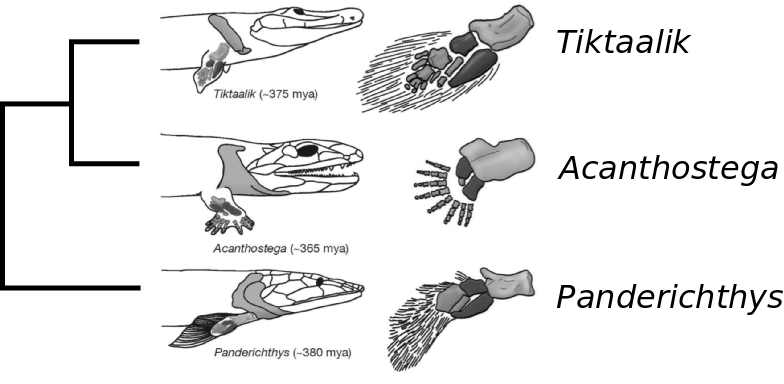 Tiktaalik
Tiktaalik (~375 mya)
Acanthostega
Acanthostega (~365 mya)
Panderichthys
Panderichthys (~380 mya)